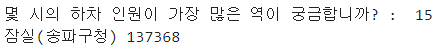 몇 시의 하차 인원이 가장 많은 역이 궁금합니까? :  15
잠실(송파구청) 137368